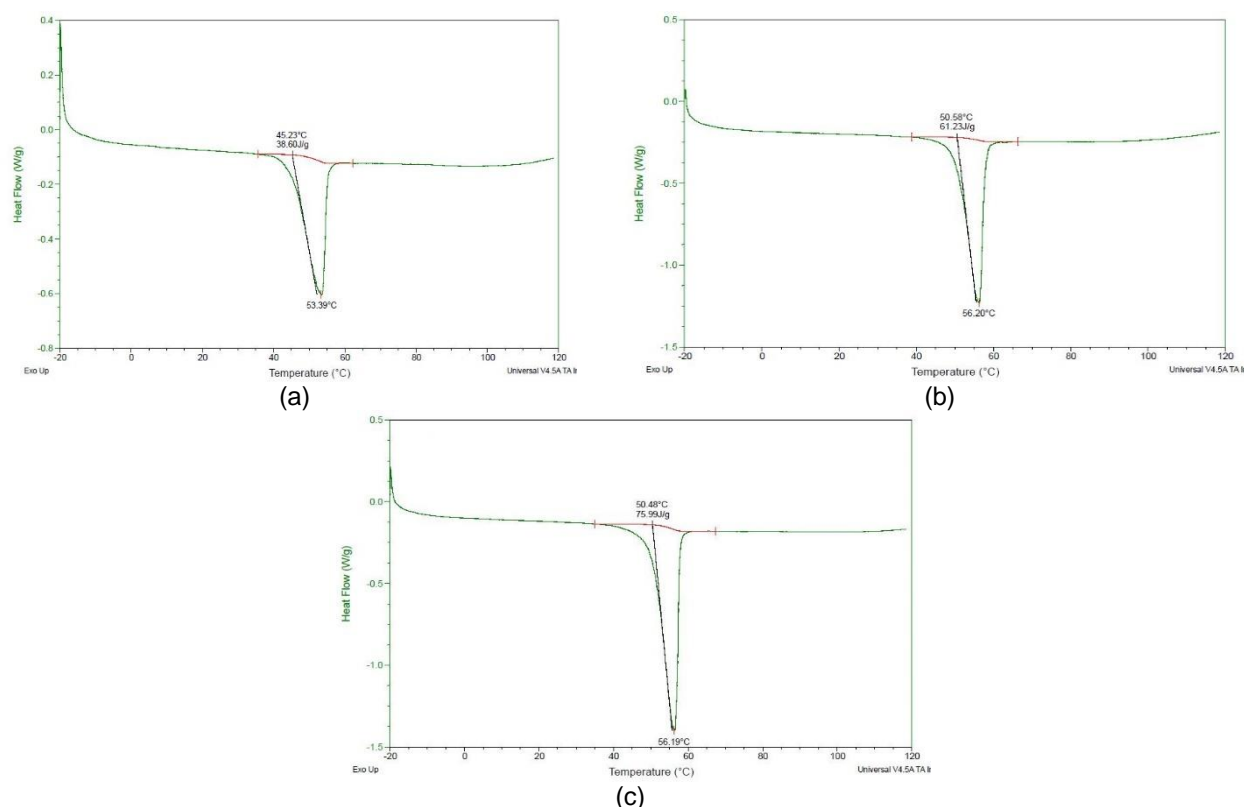 0.4
0.2
0.0
-0.2
-0.4
-0.6
-0.8
Heat Flow (W/g)
45.23°C
38.60J/g
53.39°C
-20
0
20
40
60
80
100
120
Exo Up
Temperature (°C)
Universal V4.5A TA In
(a)
0.5
0.0
-0.5
-1.0
-1.5
Heat Flow (W/g)
50.58°C
61.23J/g
56.20°C
-20
0
20
40
60
80
100
120
Exo Up
Temperature (°C)
Universal V4.5A TA In
(b)
0.5
0.0
-0.5
-1.0
-1.5
Heat Flow (W/g)
50.48°C
75.99J/g
56.19°C
-20
0
20
40
60
80
100
120
Exo Up
Temperature (°C)
Universal V4.5A TA In
(c)